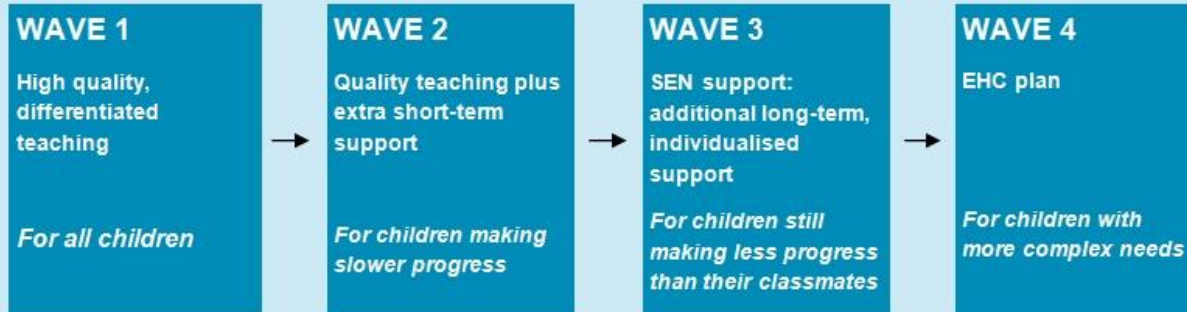 WAVE 1
High quality,
differentiated
teaching
For all children
WAVE 2
Quality teaching plus
extra short-term
support
For children making
slower progress
WAVE 3
SEN support:
additional long-term,
individualised
support
For children still
making less progress
than their classmates
WAVE 4
EHC plan
For children with
more complex needs